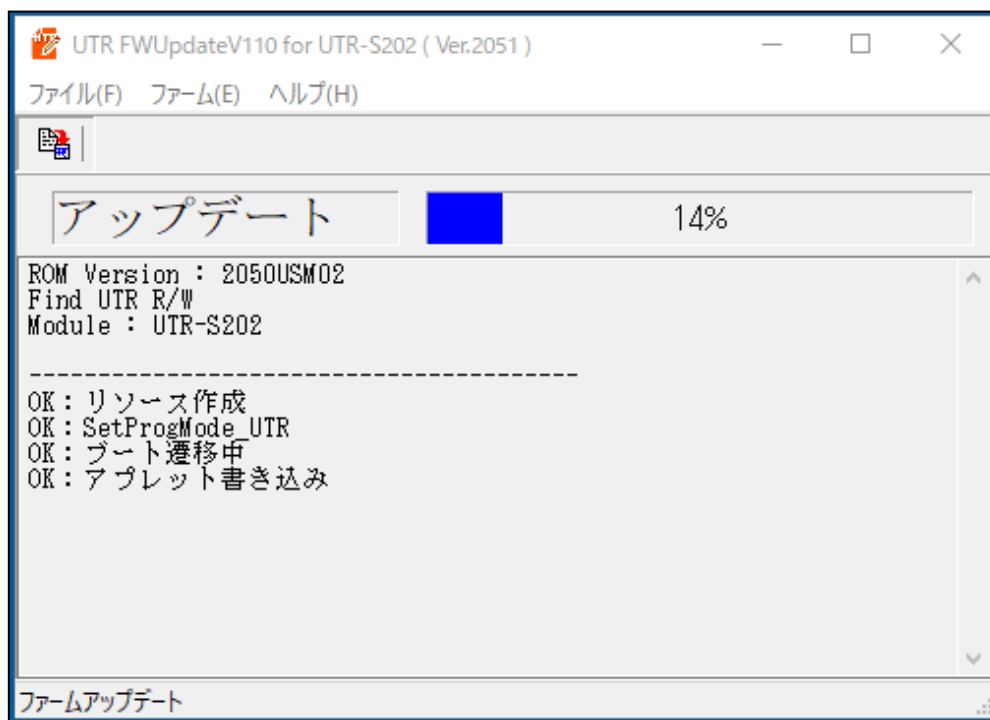 UTR FWUpdateV110 for UTR-S202 ( Ver.2051 )
ファイル(F) ファーム(E) ヘルプ(H)
アップデート 14%
ROM Version : 2050USM02
Find UTR R/W
Module : UTR-S202
----------------------------------------
OK：リソース作成
OK：SetProgMode_UTR
OK：ブート遷移中
OK：アプレット書き込み
ファームアップデート